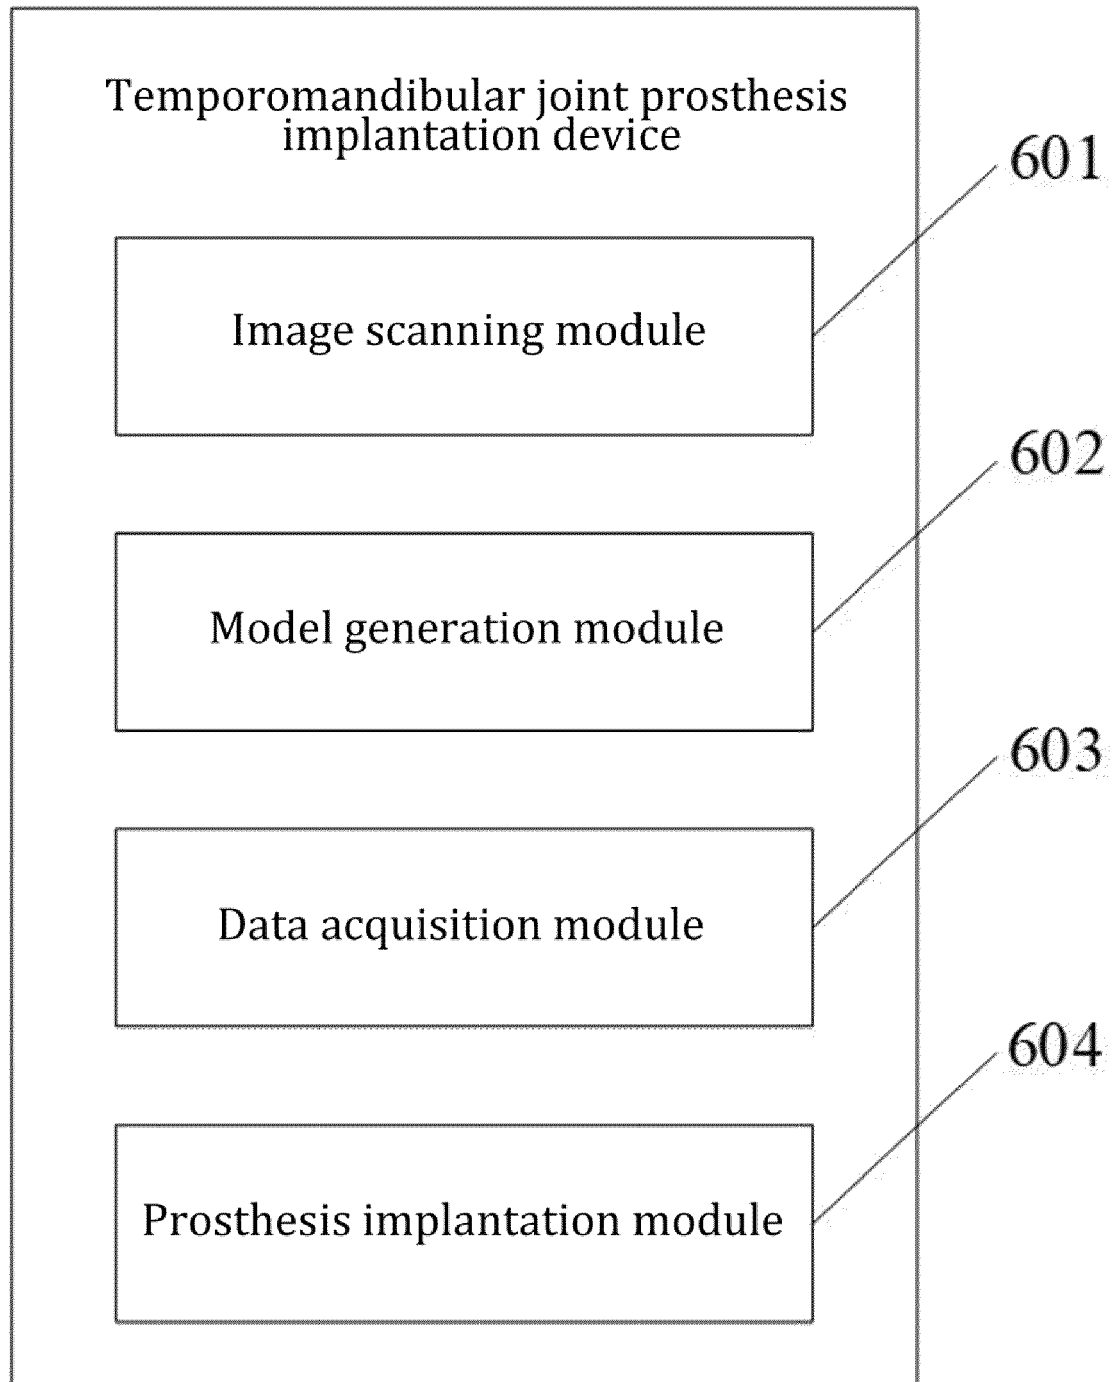 Temporomandibular joint prosthesis
implantation device
601
Image scanning module
602
Model generation module
603
Data acquisition module
604
Prosthesis implantation module